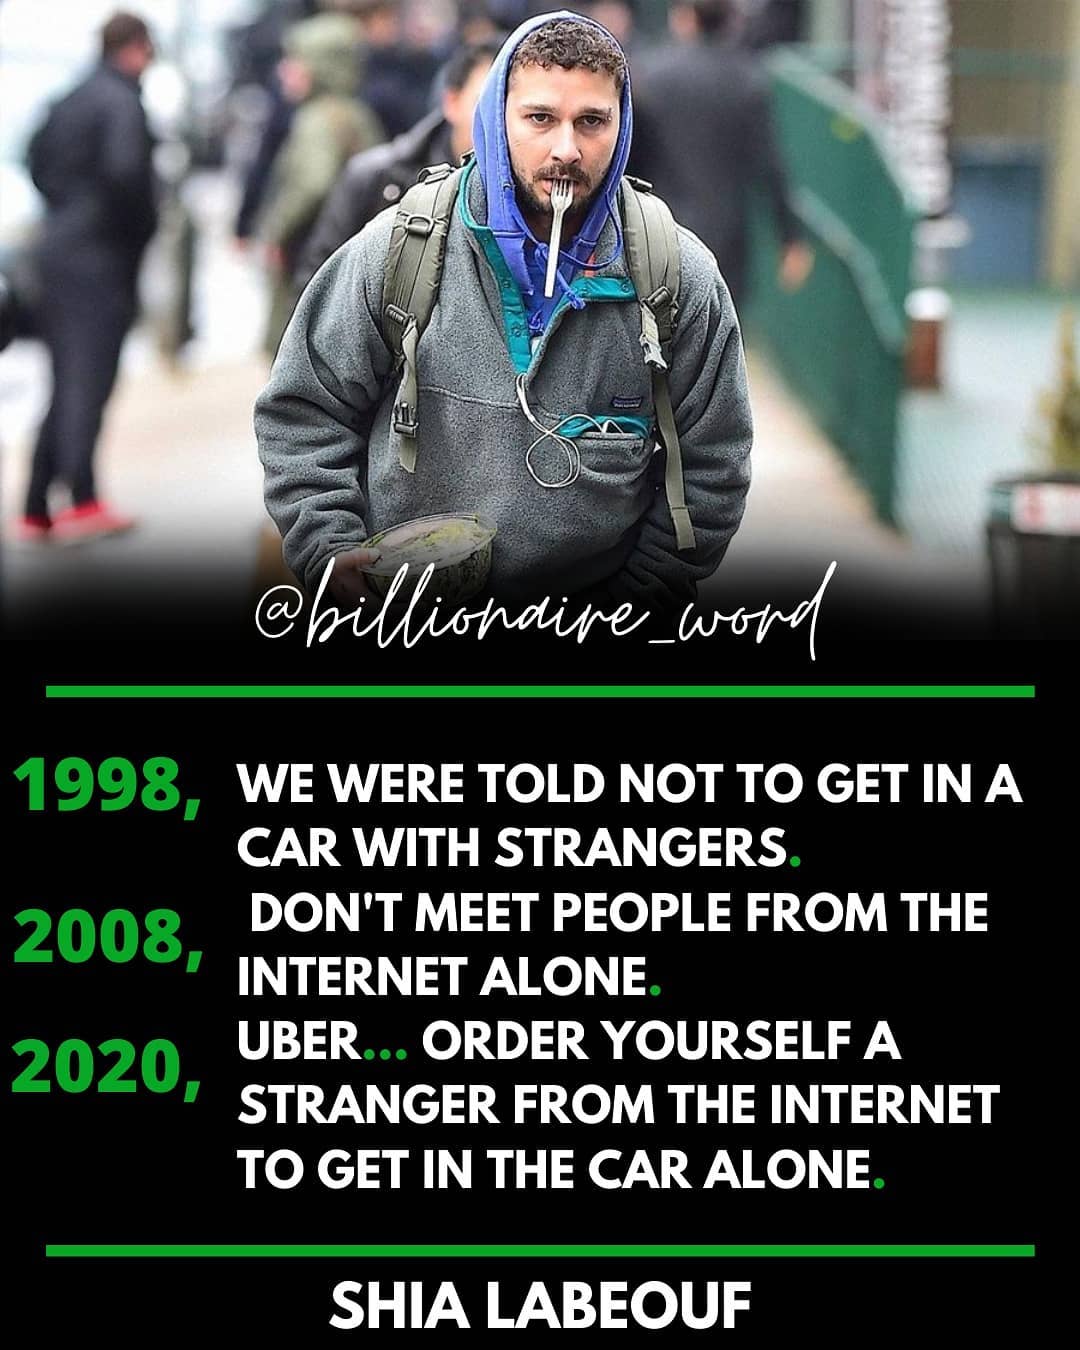 @billionaire_word
1998, WE WERE TOLD NOT TO GET IN A
CAR WITH STRANGERS.
2008, DON'T MEET PEOPLE FROM THE
INTERNET ALONE.
2020, UBER... ORDER YOURSELF A
STRANGER FROM THE INTERNET
TO GET IN THE CAR ALONE.
SHIA LABEOUF